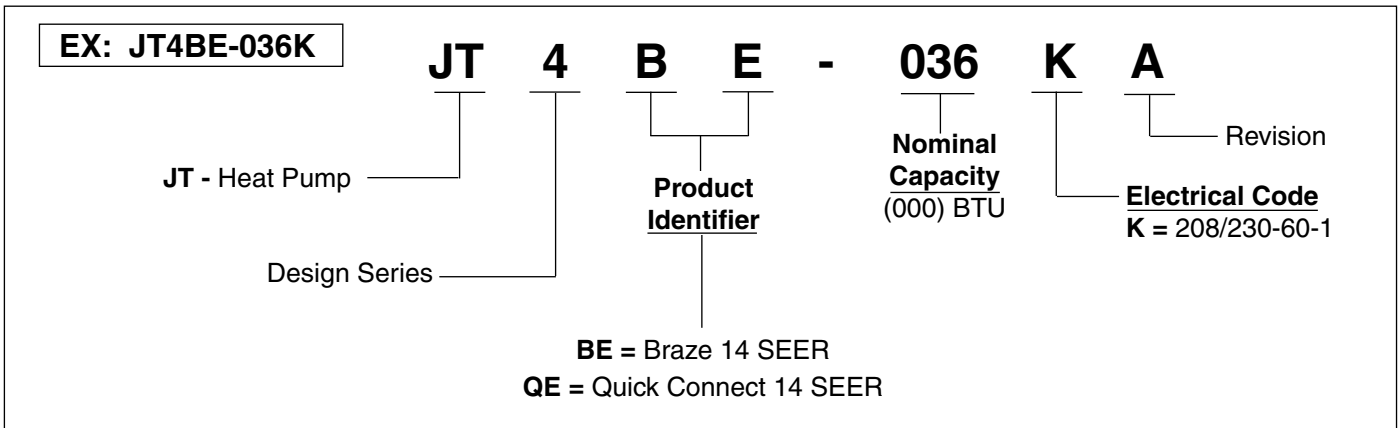 EX: JT4BE-036K
JT 4 B E - 036 K A
Revision
JT - Heat Pump
Nominal
Capacity
(000) BTU
Product
Identifier
Electrical Code
K = 208/230-60-1
Design Series
BE = Braze 14 SEER
QE = Quick Connect 14 SEER